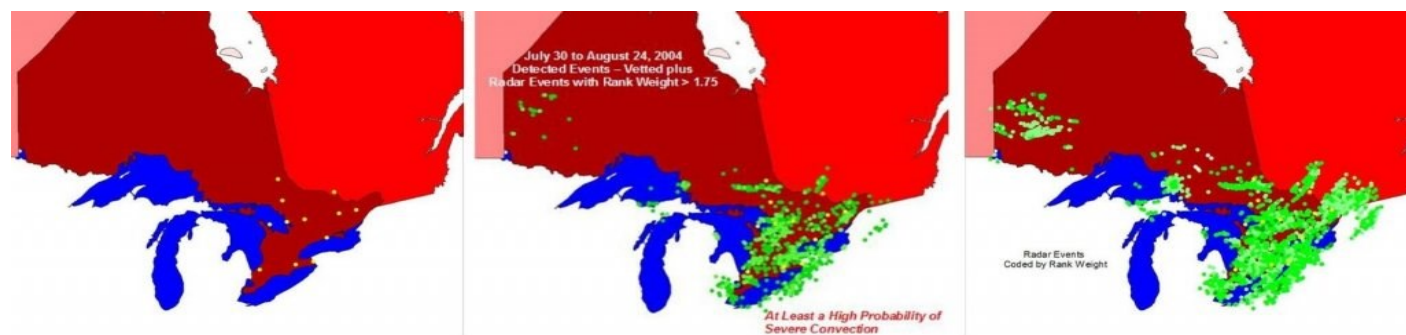 July 30 to August 24, 2004
Detected Events – Vetted plus
Radar Events with Rank Weight > 1.75
At Least a High Probability of
Severe Convection
Radar Events
Coded by Rank Weight